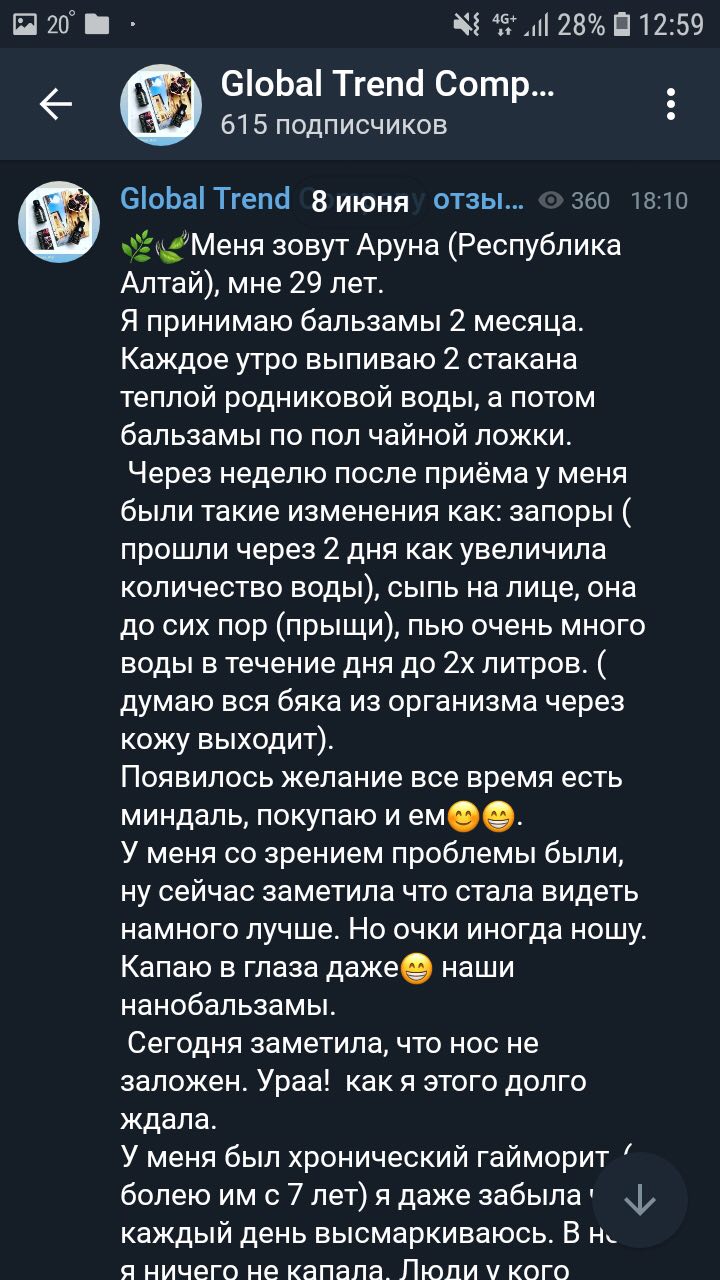 20°
4G+ 28% 12:59
Global Trend Comp...
615 подписчиков
Global Trend Company отзы... 360 18:10
8 июня
🌿🍃Меня зовут Аруна (Республика
Алтай), мне 29 лет.
Я принимаю бальзамы 2 месяца.
Каждое утро выпиваю 2 стакана
теплой родниковой воды, а потом
бальзамы по пол чайной ложки.
Через неделю после приёма у меня
были такие изменения как: запоры (
прошли через 2 дня как увеличила
количество воды), сыпь на лице, она
до сих пор (прыщи), пью очень много
воды в течение дня до 2х литров. (
думаю вся бяка из организма через
кожу выходит).
Появилось желание все время есть
миндаль, покупаю и ем😊😁.
У меня со зрением проблемы были,
ну сейчас заметила что стала видеть
намного лучше. Но очки иногда ношу.
Капаю в глаза даже😁 наши
нанобальзамы.
Сегодня заметила, что нос не
заложен. Ураа! как я этого долго
ждала.
У меня был хронический гайморит (
болею им с 7 лет) я даже забыла
каждый день высмаркиваюсь. В
я ничего не капала. Люди у кого